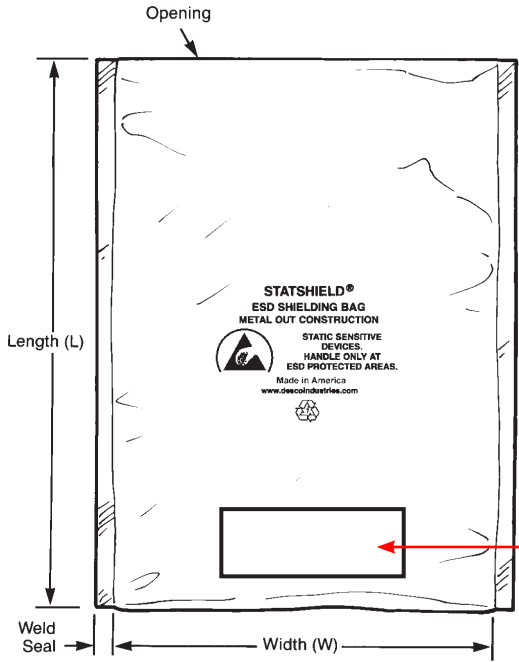 Opening
STATSHIELD®
ESD SHIELDING BAG
METAL OUT CONSTRUCTION
STATIC SENSITIVE
DEVICES.
HANDLE ONLY AT
ESD PROTECTED AREAS.
Made in America
www.descoindustries.com
Length (L)
Weld
Seal
Width (W)